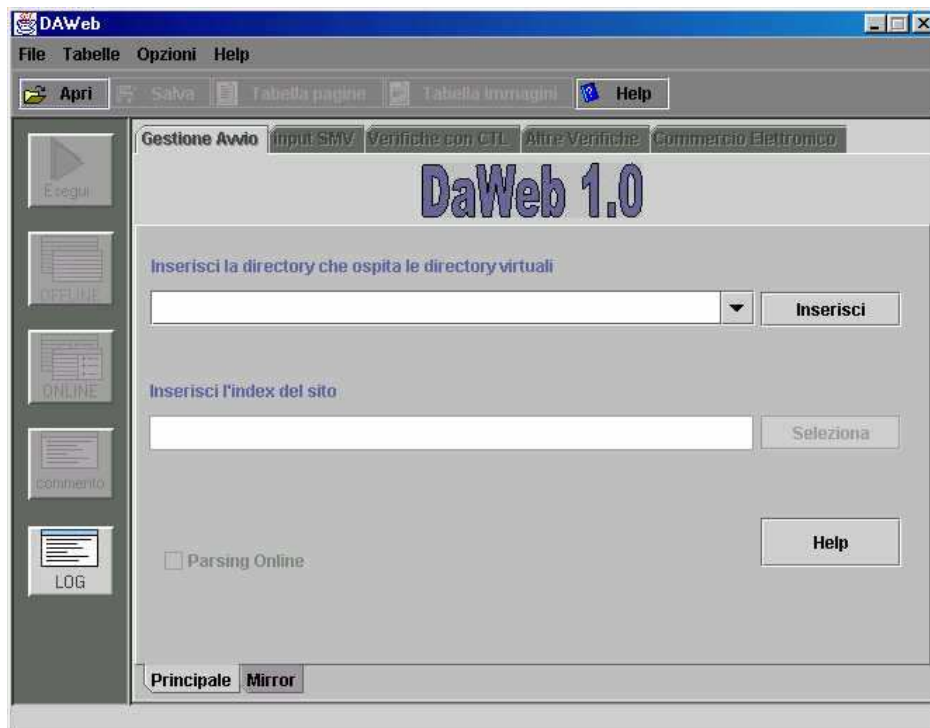 DAWeb
File Tabelle Opzioni Help
Apri Salva Tabella pagine Tabella Immagini Help
Gestione Avvio Input SMV Verifiche con CTL Altre Verifiche Commercio Elettronico
DaWeb 1.0
Esegui
OFFLINE
ONLINE
commento
LOG
Inserisci la directory che ospita le directory virtuali
Inserisci
Inserisci l'index del sito
Seleziona
Parsing Online
Help
Principale Mirror